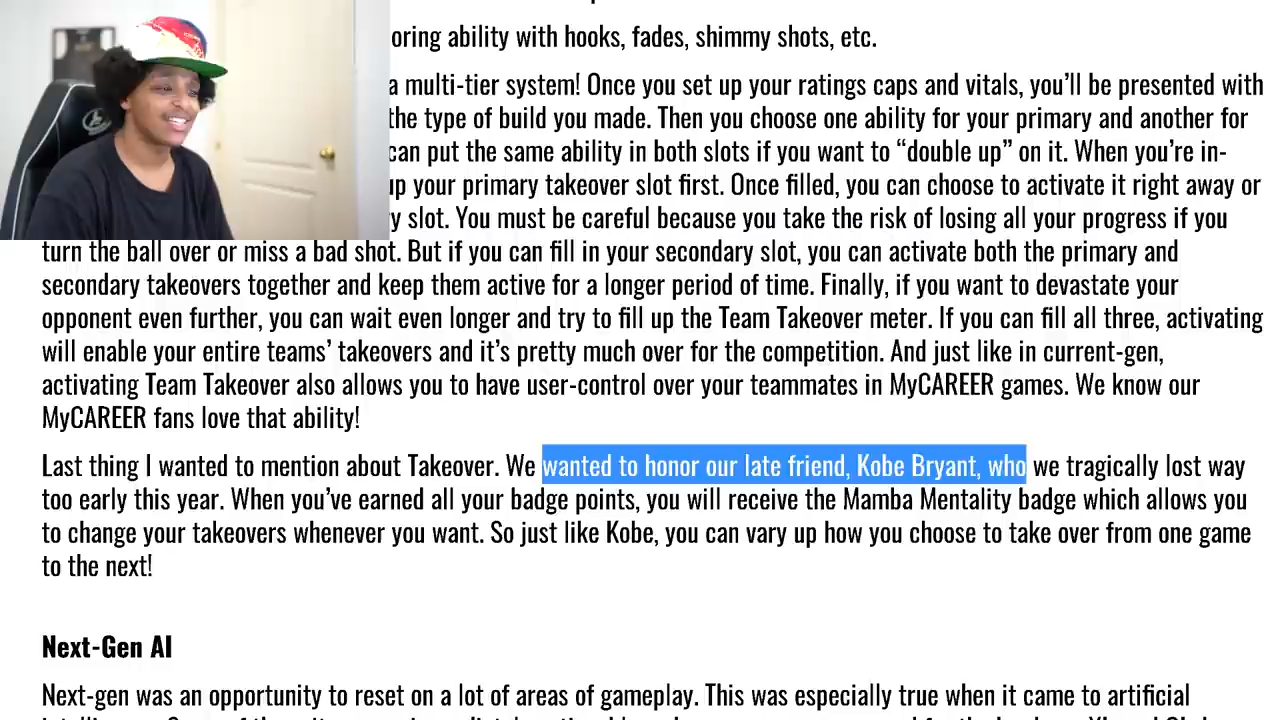 oring ability with hooks, fades, shimmy shots, etc.
a multi-tier system! Once you set up your ratings caps and vitals, you’ll be presented with
the type of build you made. Then you choose one ability for your primary and another for
can put the same ability in both slots if you want to “double up” on it. When you’re in-
up your primary takeover slot first. Once filled, you can choose to activate it right away or
y slot. You must be careful because you take the risk of losing all your progress if you
turn the ball over or miss a bad shot. But if you can fill in your secondary slot, you can activate both the primary and
secondary takeovers together and keep them active for a longer period of time. Finally, if you want to devastate your
opponent even further, you can wait even longer and try to fill up the Team Takeover meter. If you can fill all three, activating
will enable your entire teams’ takeovers and it’s pretty much over for the competition. And just like in current-gen,
activating Team Takeover also allows you to have user-control over your teammates in MyCAREER games. We know our
MyCAREER fans love that ability!
Last thing I wanted to mention about Takeover. We wanted to honor our late friend, Kobe Bryant, who we tragically lost way
too early this year. When you’ve earned all your badge points, you will receive the Mamba Mentality badge which allows you
to change your takeovers whenever you want. So just like Kobe, you can vary up how you choose to take over from one game
to the next!
Next-Gen AI
Next-gen was an opportunity to reset on a lot of areas of gameplay. This was especially true when it came to artificial